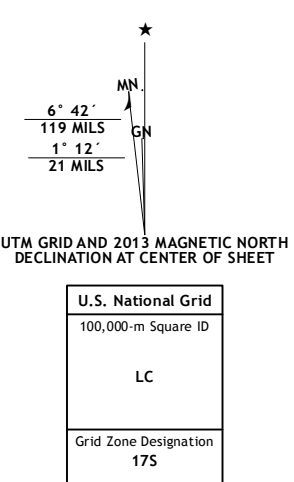 ★
MN.
6° 42´
119 MILS
GN
1° 12´
21 MILS
UTM GRID AND 2013 MAGNETIC NORTH
DECLINATION AT CENTER OF SHEET
U.S. National Grid
100,000-m Square ID
LC
Grid Zone Designation
17S